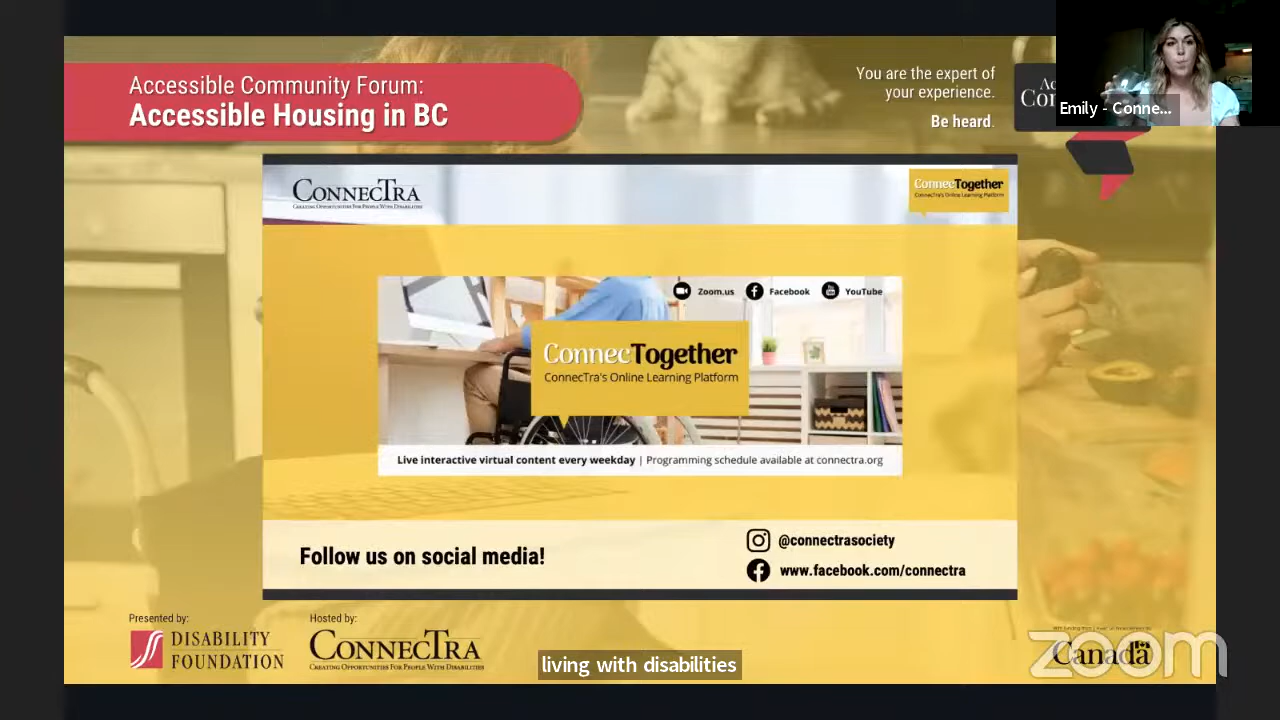 Accessible Community Forum:
Accessible Housing in BC
You are the expert of
your experience.
Be heard.
Emily - Conne...
CONNECTRA
CREATING OPPORTUNITIES FOR PEOPLE WITH DISABILITIES
ConnecTogether
ConnecTra's Online Learning Platform
Zoom.us
Facebook
YouTube
ConnecTogether
ConnecTra's Online Learning Platform
Live interactive virtual content every weekday | Programming schedule available at connectra.org
Follow us on social media!
@connectrasociety
www.facebook.com/connectra
Presented by:
DISABILITY
FOUNDATION
Hosted by:
CONNECTRA
CREATING OPPORTUNITIES FOR PEOPLE WITH DISABILITIES
living with disabilities
Canada
zoom